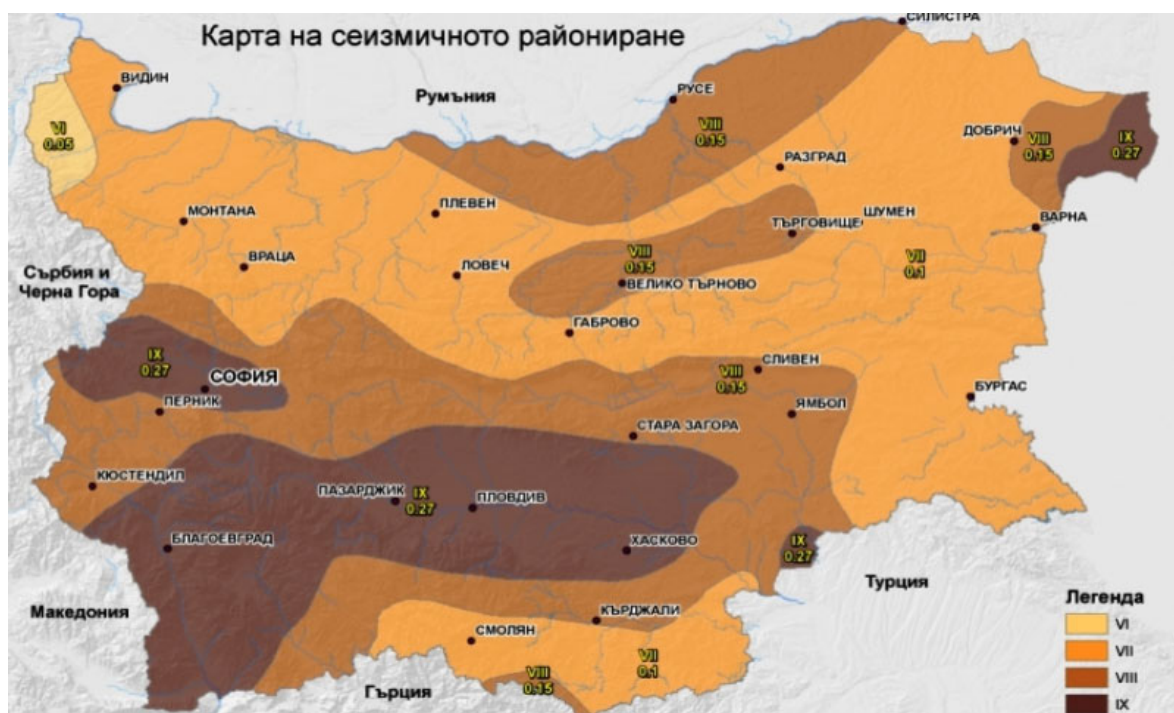 СИЛИСТРА
Карта на сеизмичното райониране
ВИДИН
Румъния
РУСЕ
VI
0.05
VIII
0.15
ДОБРИЧ
VIII
0.15
IX
0.27
РАЗГРАД
МОНТАНА
ПЛЕВЕН
ШУМЕН
ТЪРГОВИЩЕ
ВАРНА
ВРАЦА
ЛОВЕЧ
VIII
0.15
VII
0.1
Сърбия и
Черна Гора
ВЕЛИКО ТЪРНОВО
ГАБРОВО
IX
0.27
СОФИЯ
VIII
0.15
СЛИВЕН
БУРГАС
ПЕРНИК
ЯМБОЛ
СТАРА ЗАГОРА
КЮСТЕНДИЛ
ПАЗАРДЖИК
IX
0.27
ПЛОВДИВ
БЛАГОЕВГРАД
ХАСКОВО
IX
0.27
Турция
Македония
КЪРДЖАЛИ
СМОЛЯН
VII
0.1
VIII
0.15
Гърция
Легенда
VI
VII
VIII
IX